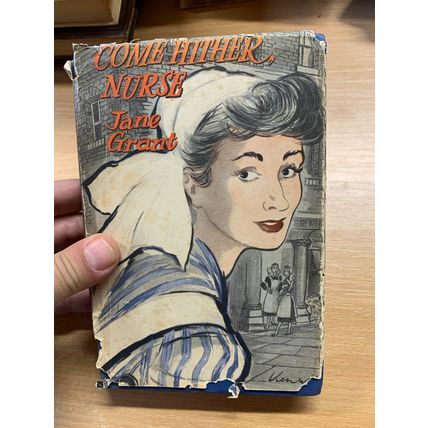 COME HITHER,
NURSE
Jane
Grant